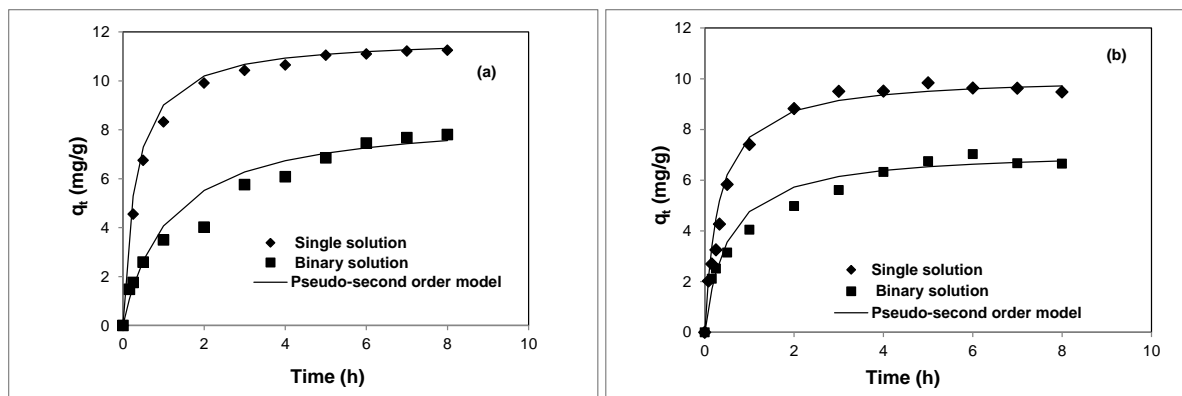 12
10
8
6
4
2
0
0 2 4 6 8 10
qt (mg/g)
Time (h)
(a)
Single solution
Binary solution
Pseudo-second order model
12
10
8
6
4
2
0
0 2 4 6 8 10
qt (mg/g)
Time (h)
(b)
Single solution
Binary solution
Pseudo-second order model